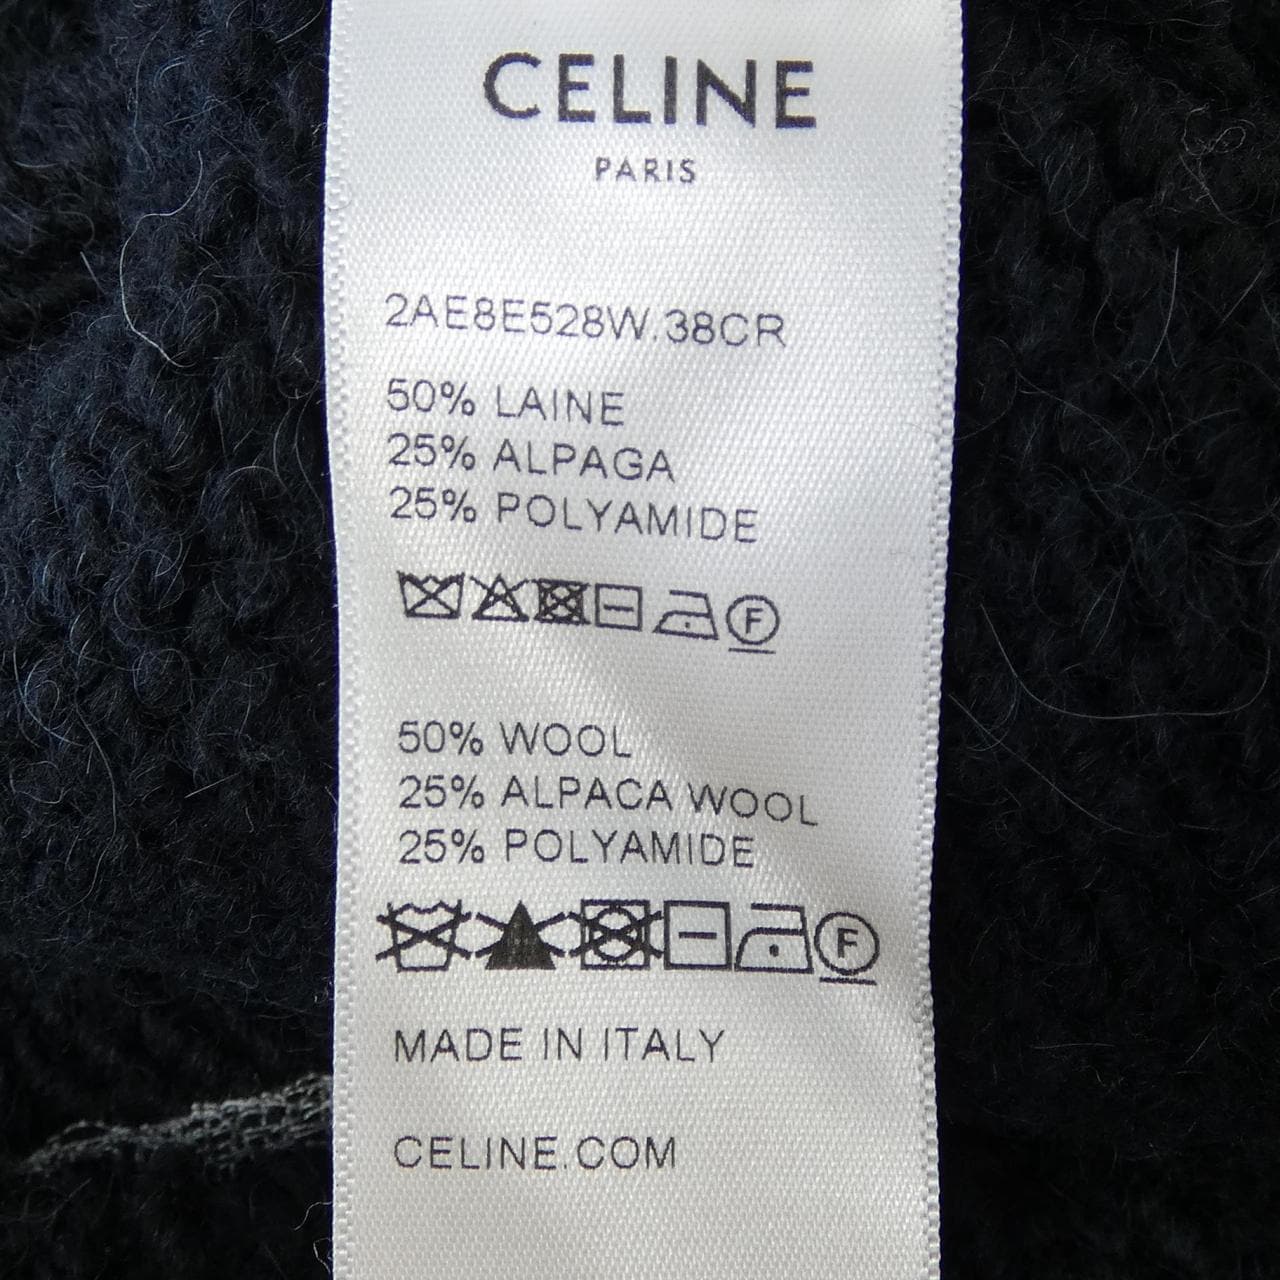 CELINE
PARIS
2AE8E528W.38CR
50% LAINE
25% ALPAGA
25% POLYAMIDE
F
50% WOOL
25% ALPACA WOOL
25% POLYAMIDE
F
MADE IN ITALY
CELINE.COM